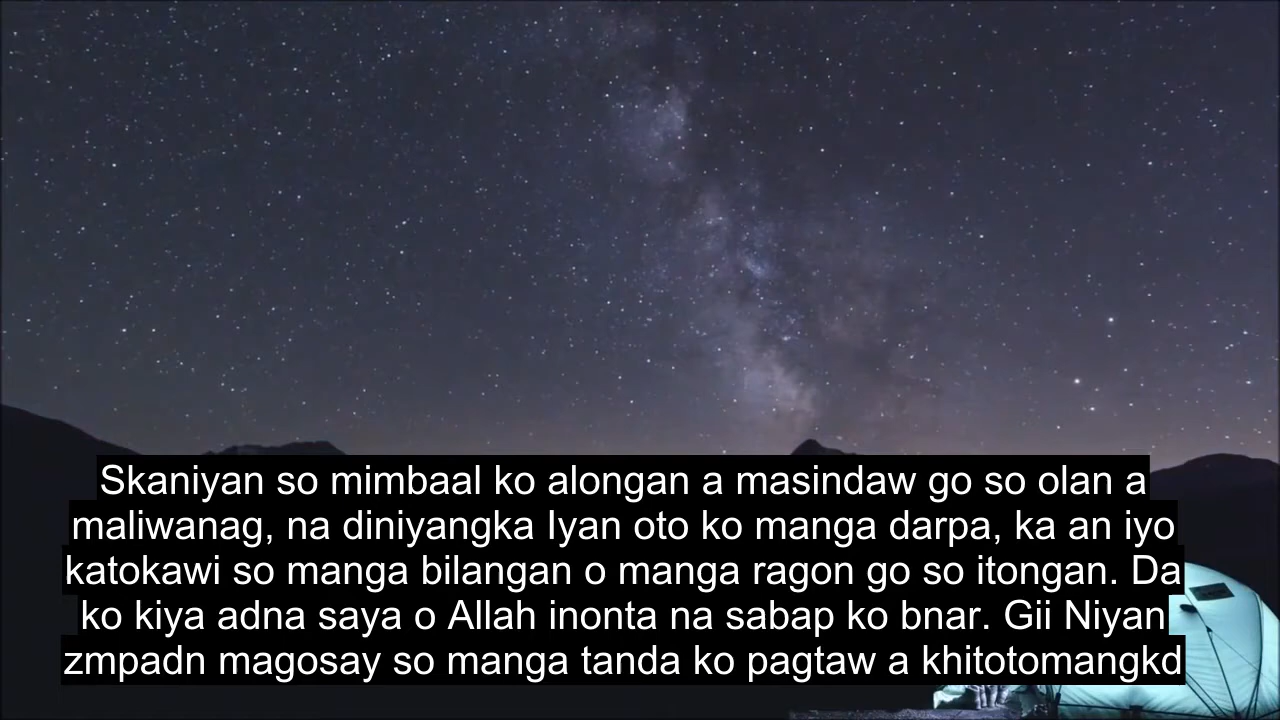 Skaniyan so mimbaal ko alongan a masindaw go so olan a
maliwanag, na diniyangka Iyan oto ko manga darpa, ka an iyo
katokawi so manga bilangan o manga ragon go so itongan. Da
ko kiya adna saya o Allah inonta na sabap ko bnar. Gii Niyan
zmpadn magosay so manga tanda ko pagtaw a khitotomangkd